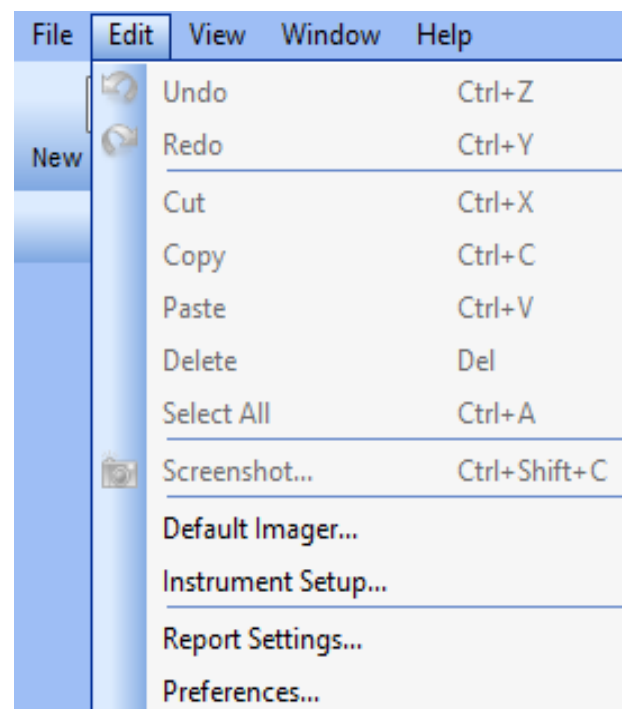 File Edit View Window Help
New
Undo Ctrl+Z
Redo Ctrl+Y
Cut Ctrl+X
Copy Ctrl+C
Paste Ctrl+V
Delete Del
Select All Ctrl+A
Screenshot... Ctrl+Shift+C
Default Imager...
Instrument Setup...
Report Settings...
Preferences...